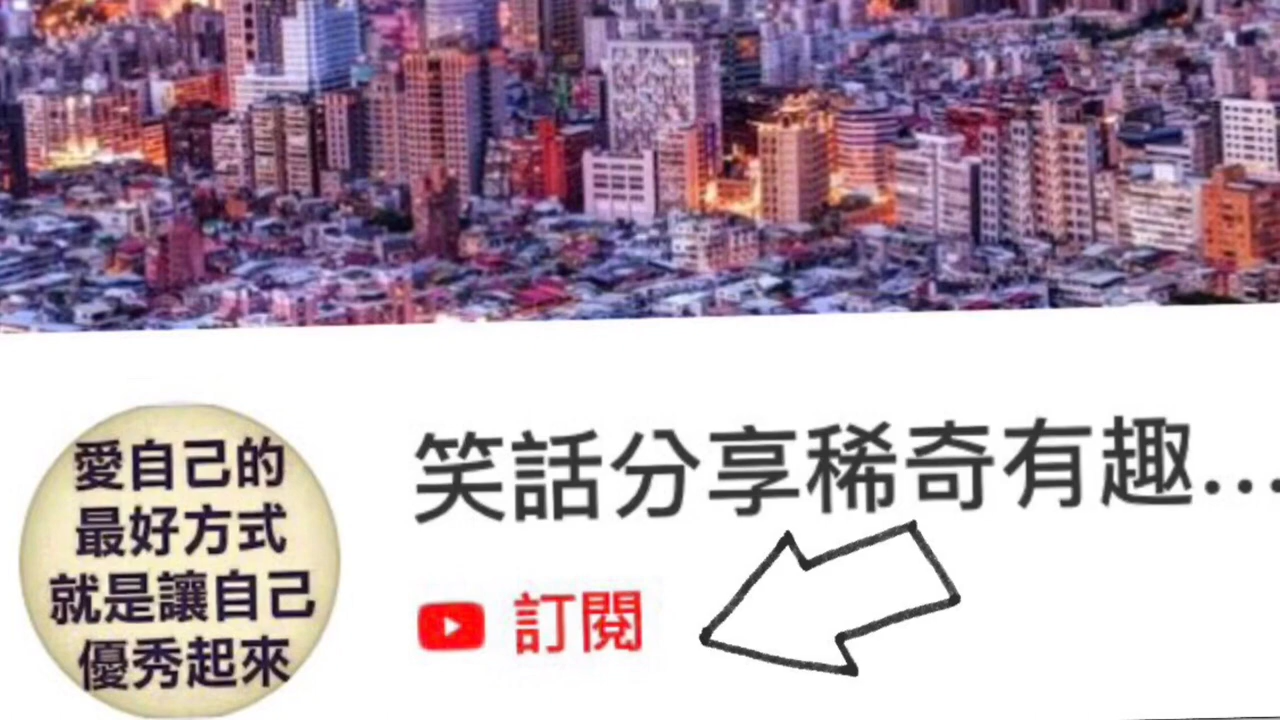 愛自己的
最好方式
就是讓自己
優秀起來
笑話分享稀奇有趣...
訂閱